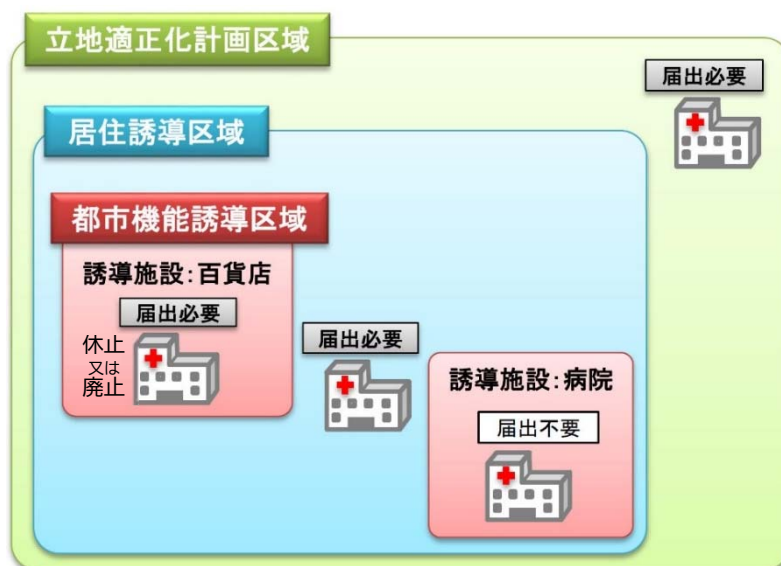 立地適正化計画区域
届出必要
居住誘導区域
都市機能誘導区域
誘導施設:百貨店
届出必要
休止
又は
廃止
届出必要
誘導施設:病院
届出不要